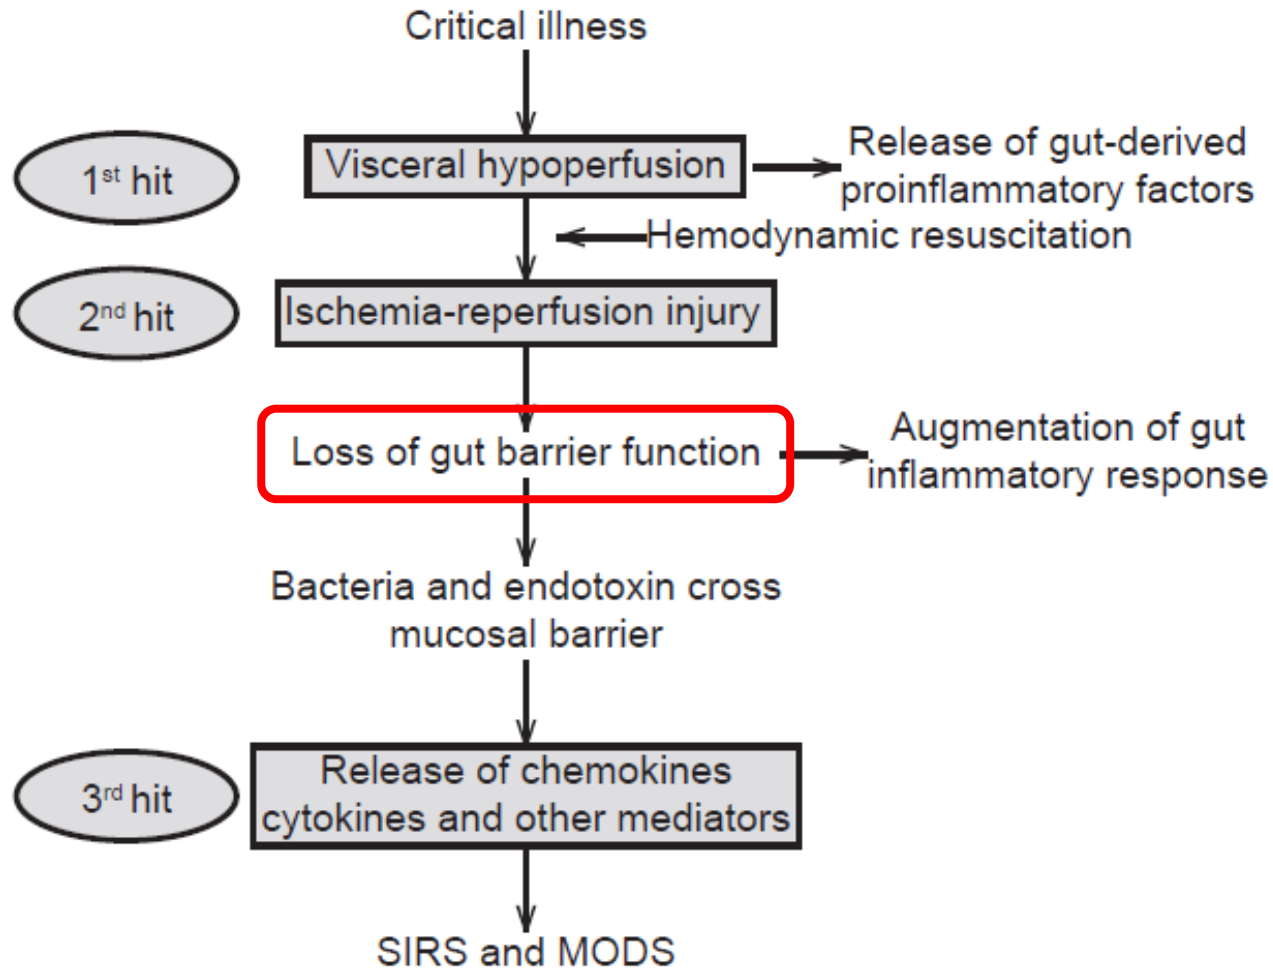 Critical illness
1st hit
Visceral hypoperfusion
Release of gut-derived
proinflammatory factors
Hemodynamic resuscitation
2nd hit
Ischemia-reperfusion injury
Loss of gut barrier function
Augmentation of gut
inflammatory response
Bacteria and endotoxin cross
mucosal barrier
3rd hit
Release of chemokines
cytokines and other mediators
SIRS and MODS